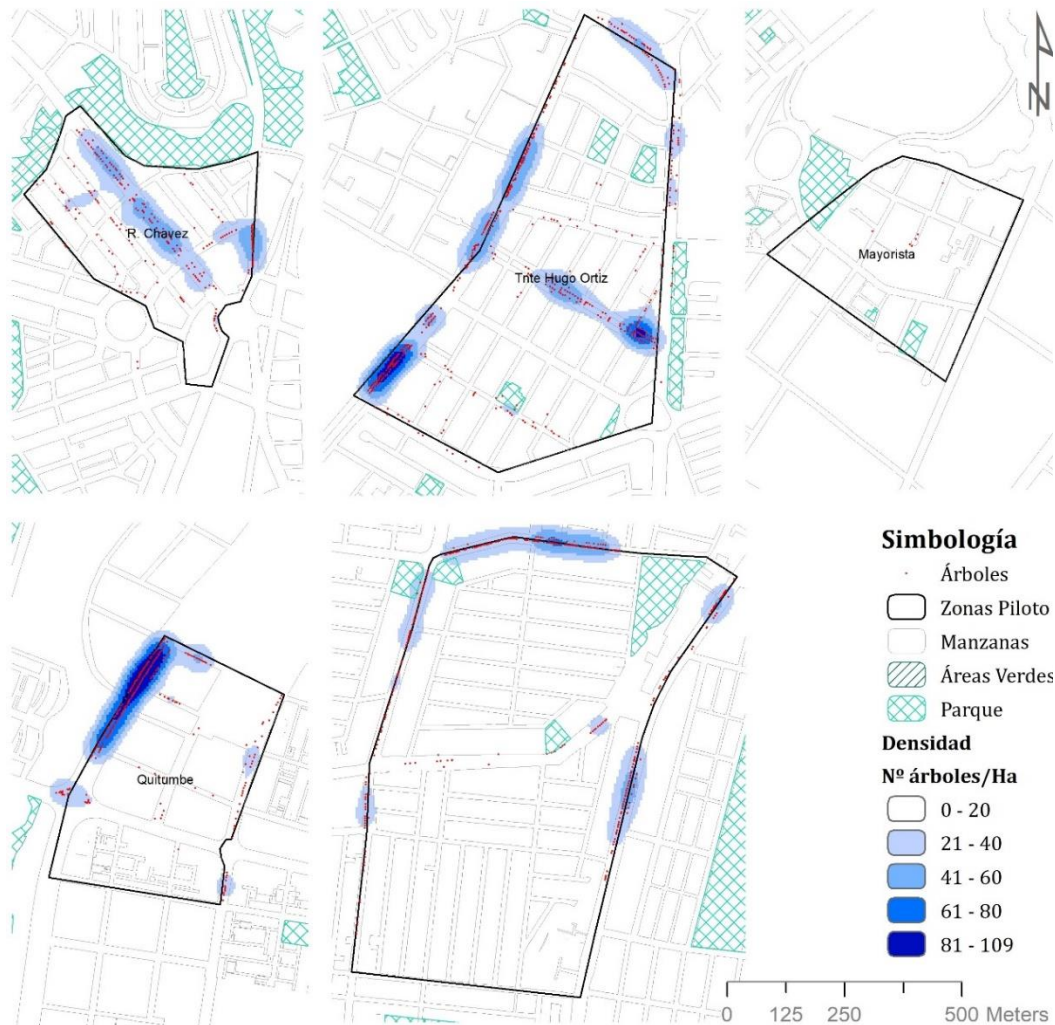 N
R. Chávez
Tnte Hugo Ortiz
Mayorista
Quitumbe
Simbología
Árboles
Zonas Piloto
Manzanas
Áreas Verdes
Parque
Densidad
Nº árboles/Ha
0 - 20
21 - 40
41 - 60
61 - 80
81 - 109
0 125 250 500 Meters